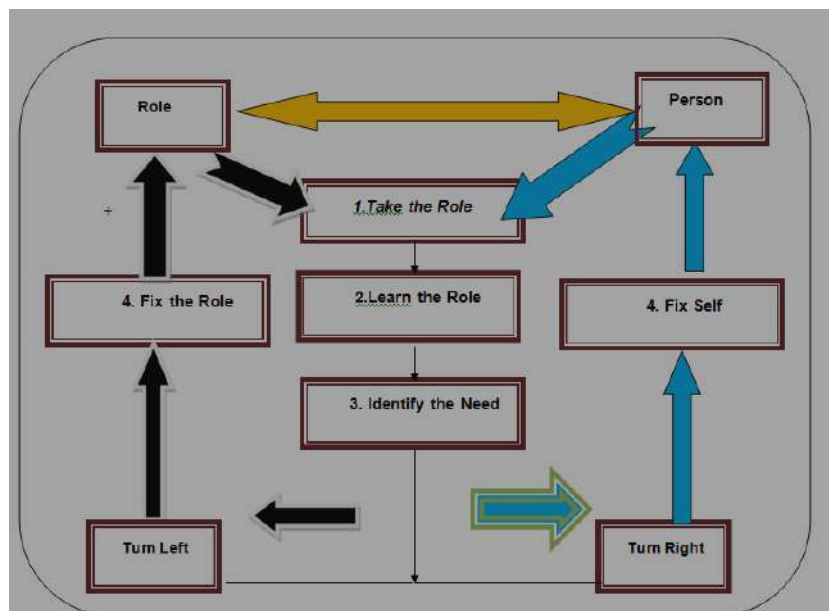 Role
Person
1.Take the Role
2.Learn the Role
4. Fix the Role
4. Fix Self
3. Identify the Need
Turn Left
Turn Right